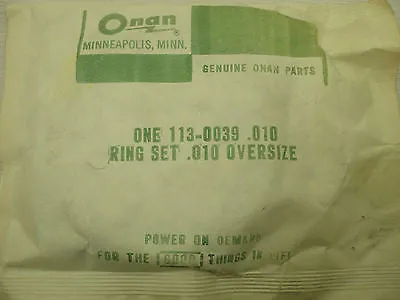 Onan ®
MINNEAPOLIS, MINN.
GENUINE ONAN PARTS
ONE 113-0039 .010
RING SET .010 OVERSIZE
POWER ON DEMAND
FOR THE GOOD THINGS IN LIFE